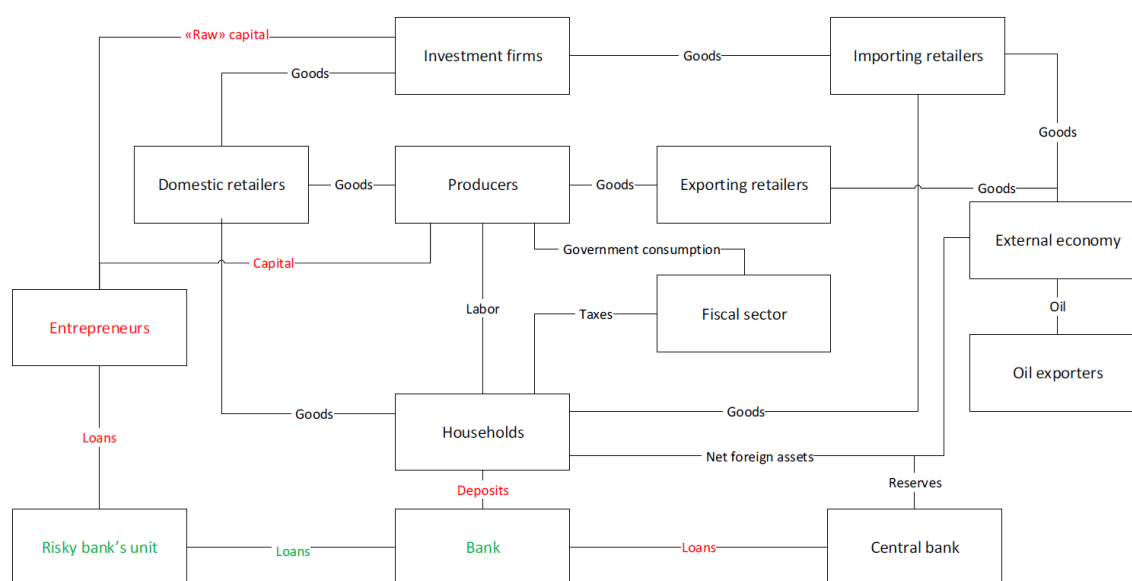 «Raw» capital
Investment firms
Goods
Importing retailers
Goods
Goods
Domestic retailers
Goods
Producers
Goods
Exporting retailers
Goods
External economy
Government consumption
Capital
Labor
Taxes
Fiscal sector
Oil
Entrepreneurs
Oil exporters
Goods
Households
Goods
Loans
Net foreign assets
Reserves
Deposits
Risky bank's unit
Loans
Bank
Loans
Central bank